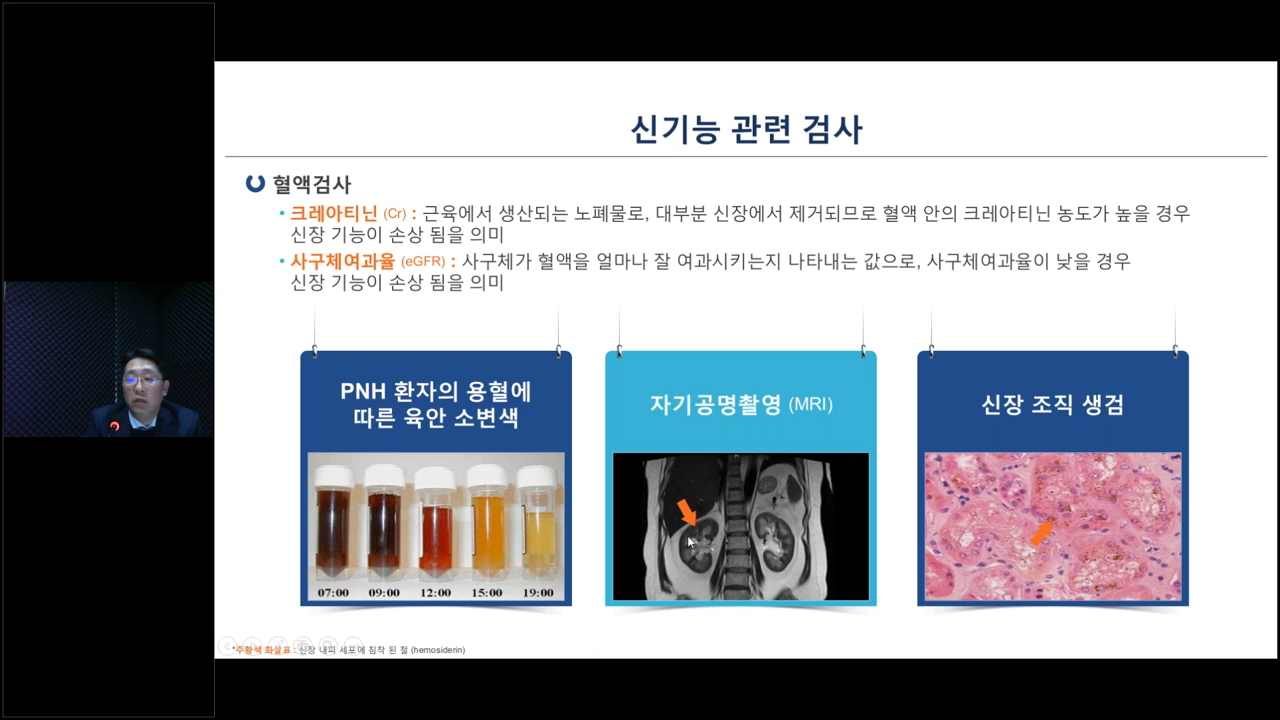 신기능 관련 검사
혈액검사
• 크레아티닌 (Cr) : 근육에서 생산되는 노폐물로, 대부분 신장에서 제거되므로 혈액 안의 크레아티닌 농도가 높을 경우
신장 기능이 손상 됨을 의미
• 사구체여과율 (eGFR) : 사구체가 혈액을 얼마나 잘 여과시키는지 나타내는 값으로, 사구체여과율이 낮을 경우
신장 기능이 손상 됨을 의미
PNH 환자의 용혈에
따른 육안 소변색
07:00 09:00 12:00 15:00 19:00
자기공명촬영 (MRI)
신장 조직 생검
*주황색 화살표 : 신장 내피 세포에 침착 된 철 (hemosiderin)